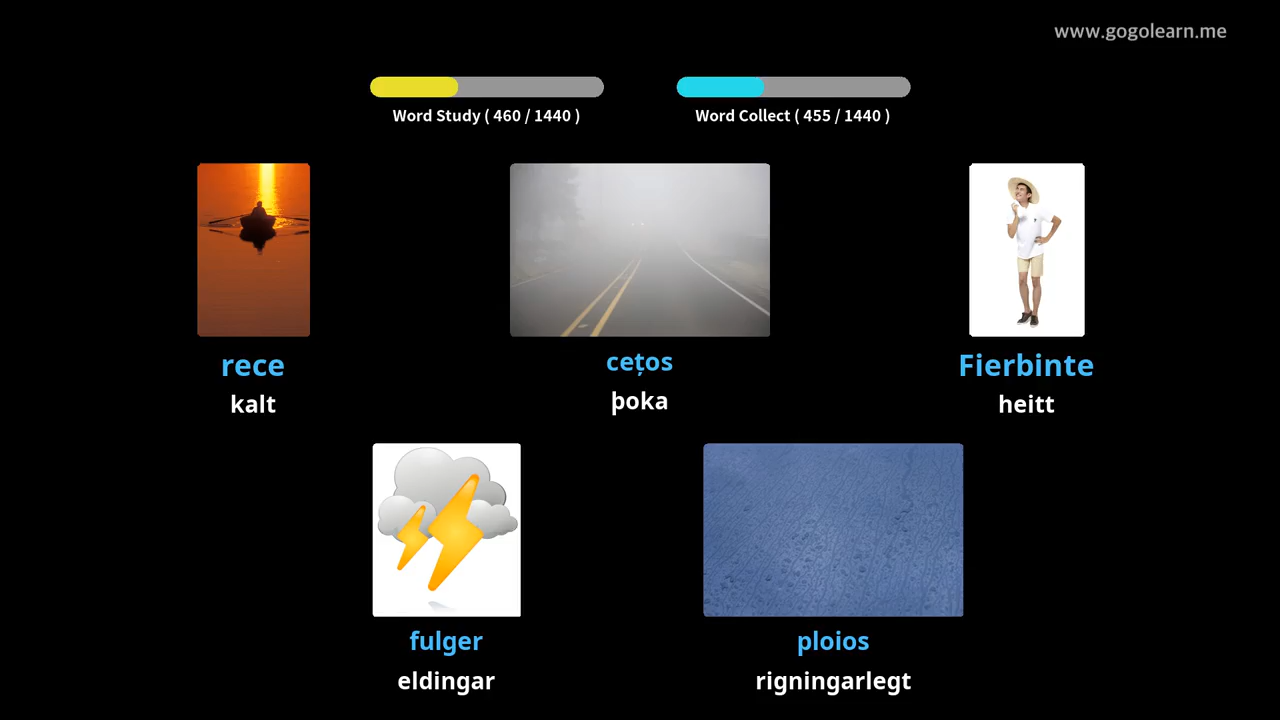 www.gogolearn.me
Word Study ( 460 / 1440 )
Word Collect ( 455 / 1440 )
rece
kalt
cețos
þoka
Fierbinte
heitt
fulger
eldingar
ploios
rigningarlegt